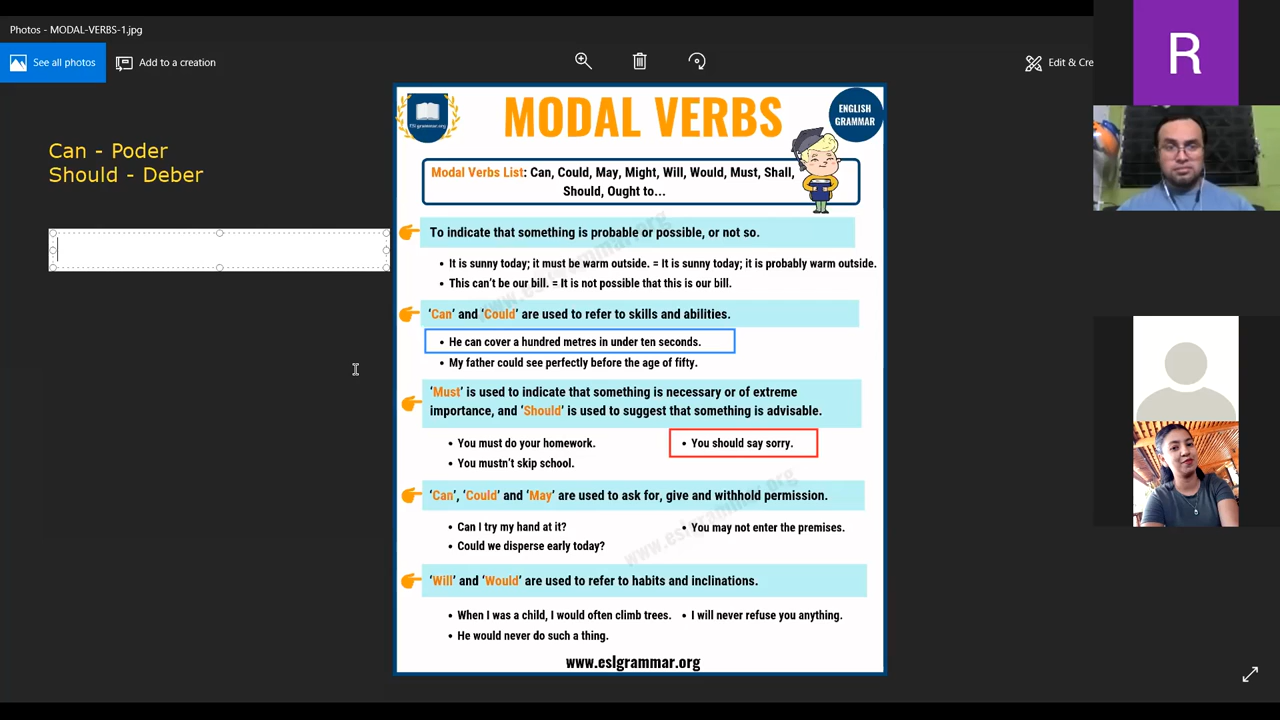 Photos - MODAL-VERBS-1.jpg
See all photos
Add to a creation
Edit & Cre
R
Can - Poder
Should - Deber
ESLgrammar.org
MODAL VERBS
ENGLISH
GRAMMAR
Modal Verbs List: Can, Could, May, Might, Will, Would, Must, Shall,
Should, Ought to...
To indicate that something is probable or possible, or not so.
• It is sunny today; it must be warm outside. = It is sunny today; it is probably warm outside.
• This can't be our bill. = It is not possible that this is our bill.
'Can' and 'Could' are used to refer to skills and abilities.
• He can cover a hundred metres in under ten seconds.
• My father could see perfectly before the age of fifty.
'Must' is used to indicate that something is necessary or of extreme
importance, and 'Should' is used to suggest that something is advisable.
• You must do your homework.
• You should say sorry.
• You mustn't skip school.
'Can', 'Could' and 'May' are used to ask for, give and withhold permission.
• Can I try my hand at it?
• You may not enter the premises.
• Could we disperse early today?
'Will' and 'Would' are used to refer to habits and inclinations.
• When I was a child, I would often climb trees.
• I will never refuse you anything.
• He would never do such a thing.
www.eslgrammar.org
www.eslgrammar.org
www.eslgrammar.org